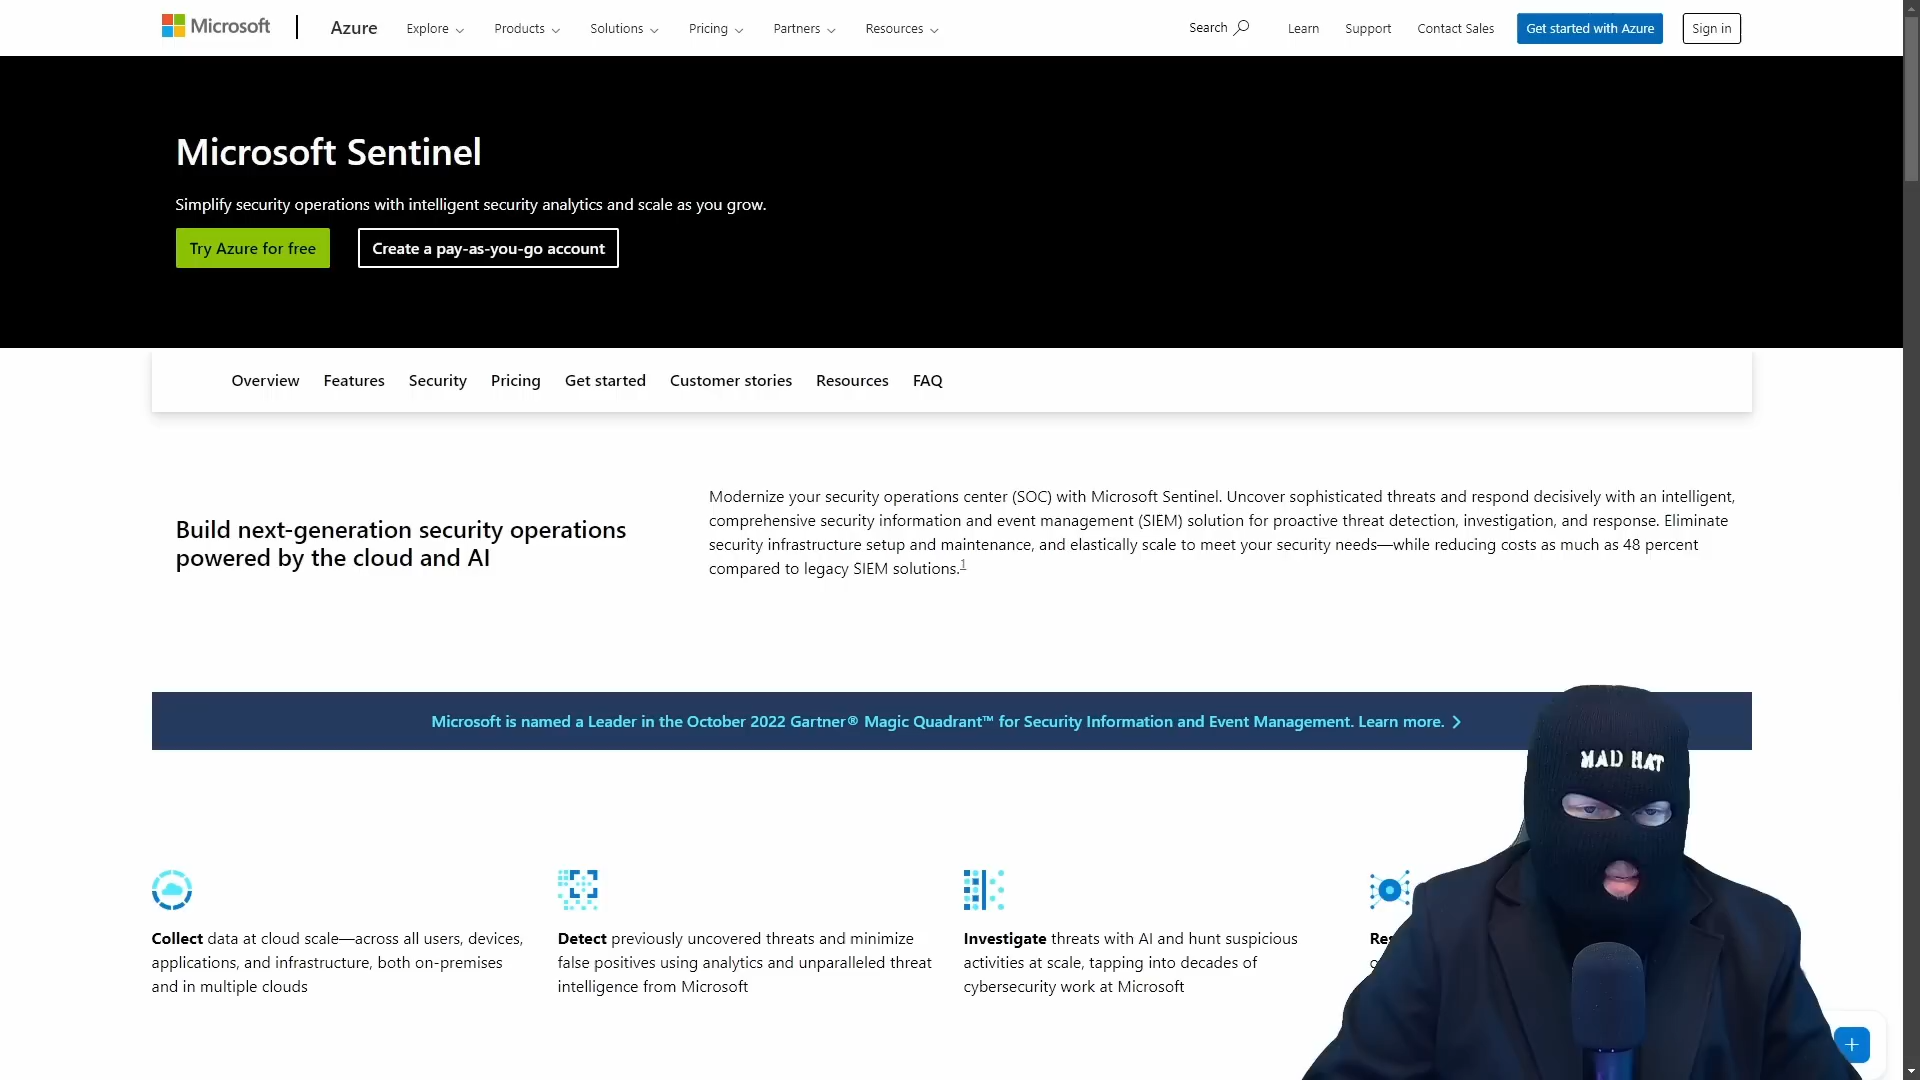 Microsoft
Azure
Explore
Products
Solutions
Pricing
Partners
Resources
Search
Learn
Support
Contact Sales
Get started with Azure
Sign in
Microsoft Sentinel
Simplify security operations with intelligent security analytics and scale as you grow.
Try Azure for free
Create a pay-as-you-go account
Overview
Features
Security
Pricing
Get started
Customer stories
Resources
FAQ
Build next-generation security operations
powered by the cloud and AI
Modernize your security operations center (SOC) with Microsoft Sentinel. Uncover sophisticated threats and respond decisively with an intelligent,
comprehensive security information and event management (SIEM) solution for proactive threat detection, investigation, and response. Eliminate
security infrastructure setup and maintenance, and elastically scale to meet your security needs—while reducing costs as much as 48 percent
compared to legacy SIEM solutions.1
Microsoft is named a Leader in the October 2022 Gartner® Magic Quadrant™ for Security Information and Event Management. Learn more.
MAD HAT
Collect data at cloud scale—across all users, devices,
applications, and infrastructure, both on-premises
and in multiple clouds
Detect previously uncovered threats and minimize
false positives using analytics and unparalleled threat
intelligence from Microsoft
Investigate threats with AI and hunt suspicious
activities at scale, tapping into decades of
cybersecurity work at Microsoft